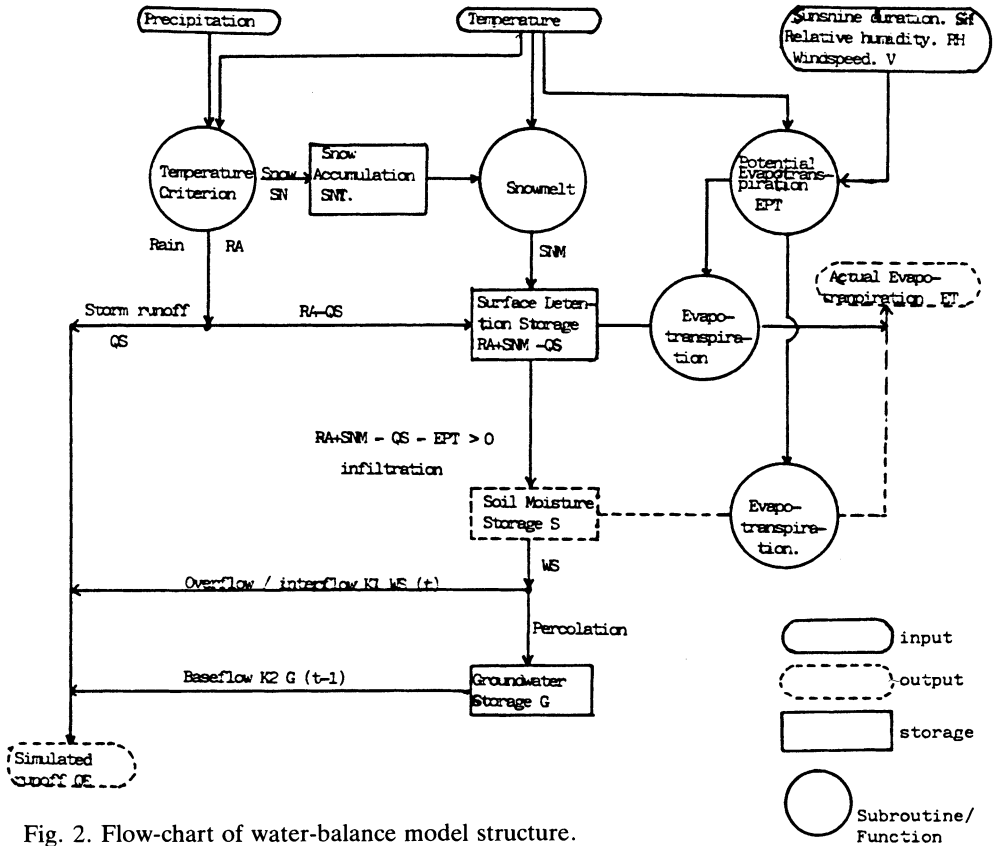 Precipitation
Temperature
Sunsnine duration. SH
Relative humidity. RH
Windspeed. V
Temperature
Criterion
Snow
SN
Snow
Accumulation
SNT.
Snowmelt
Potential
Evapotrans-
piration
EPT
Rain
RA
SNM
Actual Evapo-
tranpiration ET
Storm runoff
QS
RA-QS
Surface Deten-
tion Storage
RA+SNM -QS
Evapo-
transpira-
tion
RA+SNM - QS - EPT > 0
infiltration
Soil Moisture
Storage S
Evapo-
transpira-
tion.
WS
Overflow / interflow K1 WS (t)
Percolation
Baseflow K2 G (t-1)
Groundwater
Storage G
Simulated
runoff QE
input
output
storage
Subroutine/
Function
Fig. 2. Flow-chart of water-balance model structure.